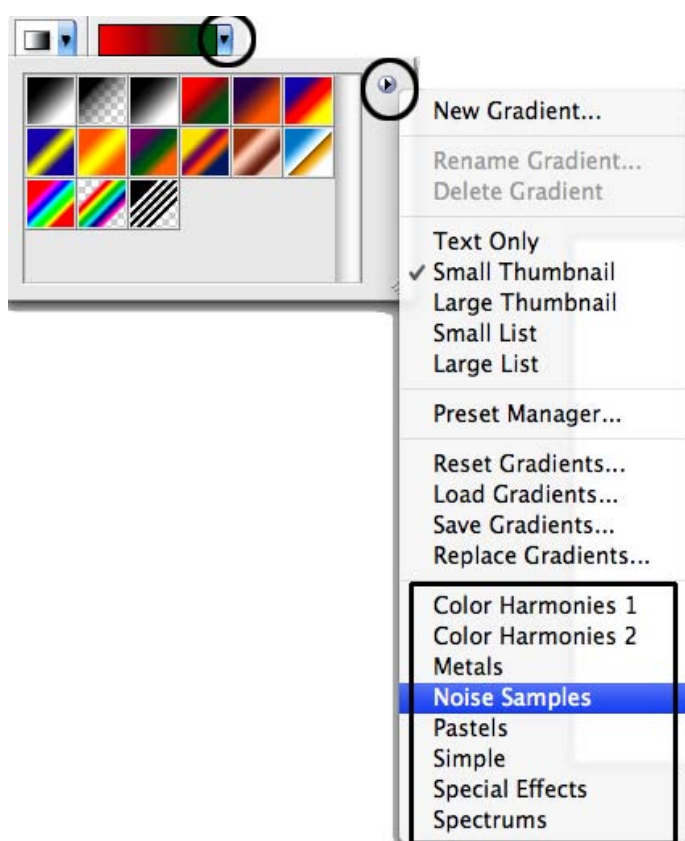 New Gradient...
Rename Gradient...
Delete Gradient
Text Only
Small Thumbnail
Large Thumbnail
Small List
Large List
Preset Manager...
Reset Gradients...
Load Gradients...
Save Gradients...
Replace Gradients...
Color Harmonies 1
Color Harmonies 2
Metals
Noise Samples
Pastels
Simple
Special Effects
Spectrums